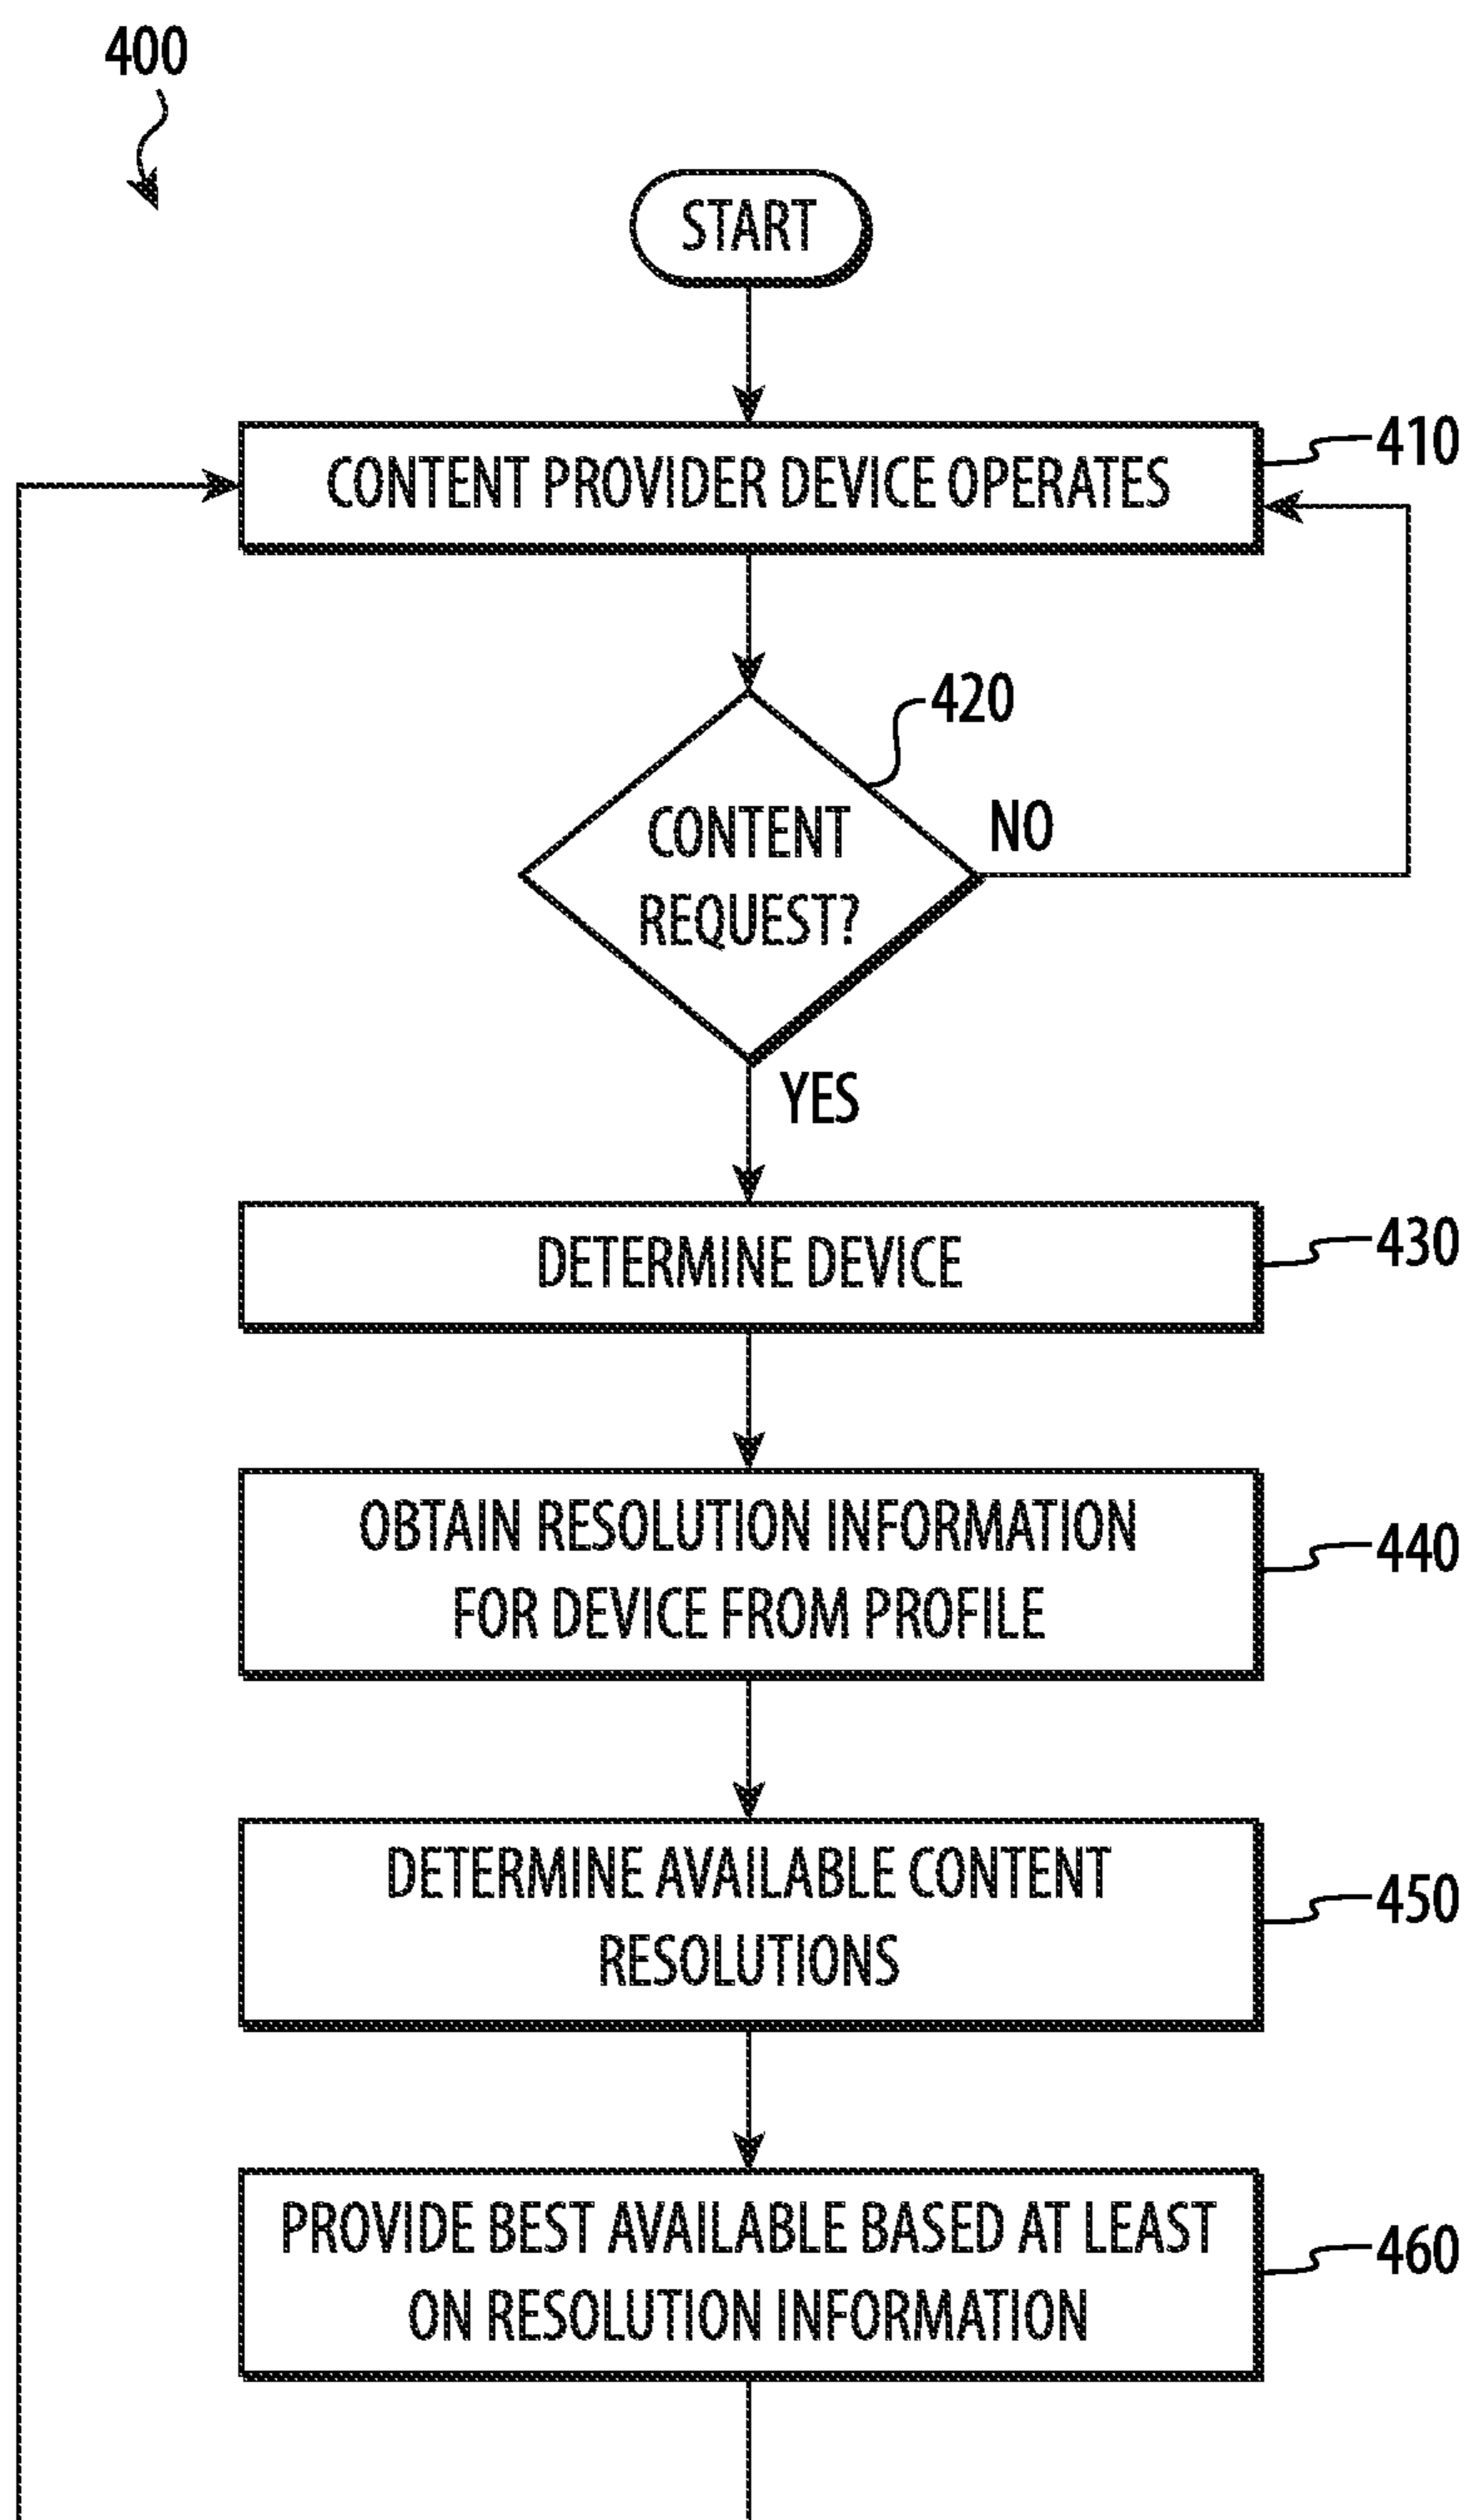 400
START
CONTENT PROVIDER DEVICE OPERATES
410
420
CONTENT
REQUEST?
NO
YES
DETERMINE DEVICE
430
OBTAIN RESOLUTION INFORMATION
FOR DEVICE FROM PROFILE
440
DETERMINE AVAILABLE CONTENT
RESOLUTIONS
450
PROVIDE BEST AVAILABLE BASED AT LEAST
ON RESOLUTION INFORMATION
460